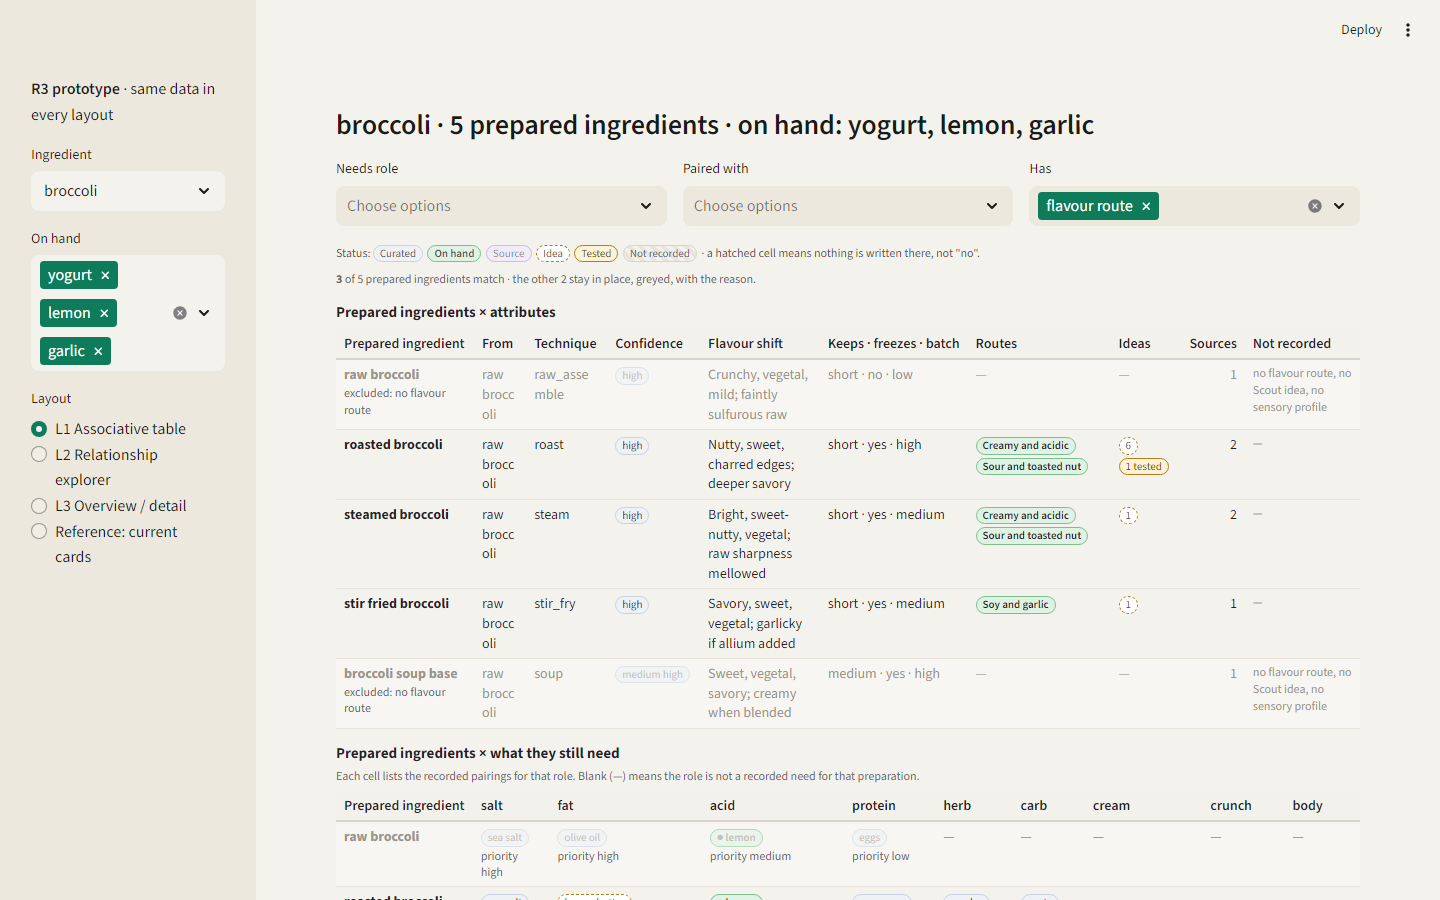 Deploy
R3 prototype · same data in
every layout
Ingredient
broccoli
On hand
yogurt ×
lemon ×
garlic ×
Layout
L1 Associative table
L2 Relationship
explorer
L3 Overview / detail
Reference: current
cards
broccoli · 5 prepared ingredients · on hand: yogurt, lemon, garlic
Needs role Paired with Has
Choose options Choose options flavour route ×
Status: Curated On hand Source Idea Tested Not recorded · a hatched cell means nothing is written there, not "no".
3 of 5 prepared ingredients match · the other 2 stay in place, greyed, with the reason.
Prepared ingredients × attributes
Prepared ingredient From Technique Confidence Flavour shift Keeps · freezes · batch Routes Ideas Sources Not recorded
raw broccoli raw raw_asse high Crunchy, vegetal, short · no · low — — 1 no flavour route, no
excluded: no flavour brocc mble mild; faintly Scout idea, no
route oli sulfurous raw sensory profile
roasted broccoli raw roast high Nutty, sweet, short · yes · high Creamy and acidic 6 2 —
brocc charred edges; Sour and toasted nut 1 tested
oli deeper savory
steamed broccoli raw steam high Bright, sweet- short · yes · medium Creamy and acidic 1 2 —
brocc nutty, vegetal; Sour and toasted nut
oli raw sharpness
mellowed
stir fried broccoli raw stir_fry high Savory, sweet, short · yes · medium Soy and garlic 1 1 —
brocc vegetal; garlicky
oli if allium added
broccoli soup base raw soup medium high Sweet, vegetal, medium · yes · high — — 1 no flavour route, no
excluded: no flavour brocc savory; creamy Scout idea, no
route oli when blended sensory profile
Prepared ingredients × what they still need
Each cell lists the recorded pairings for that role. Blank (—) means the role is not a recorded need for that preparation.
Prepared ingredient salt fat acid protein herb carb cream crunch body
raw broccoli sea salt olive oil lemon eggs — — — — —
priority priority high priority medium priority low
high